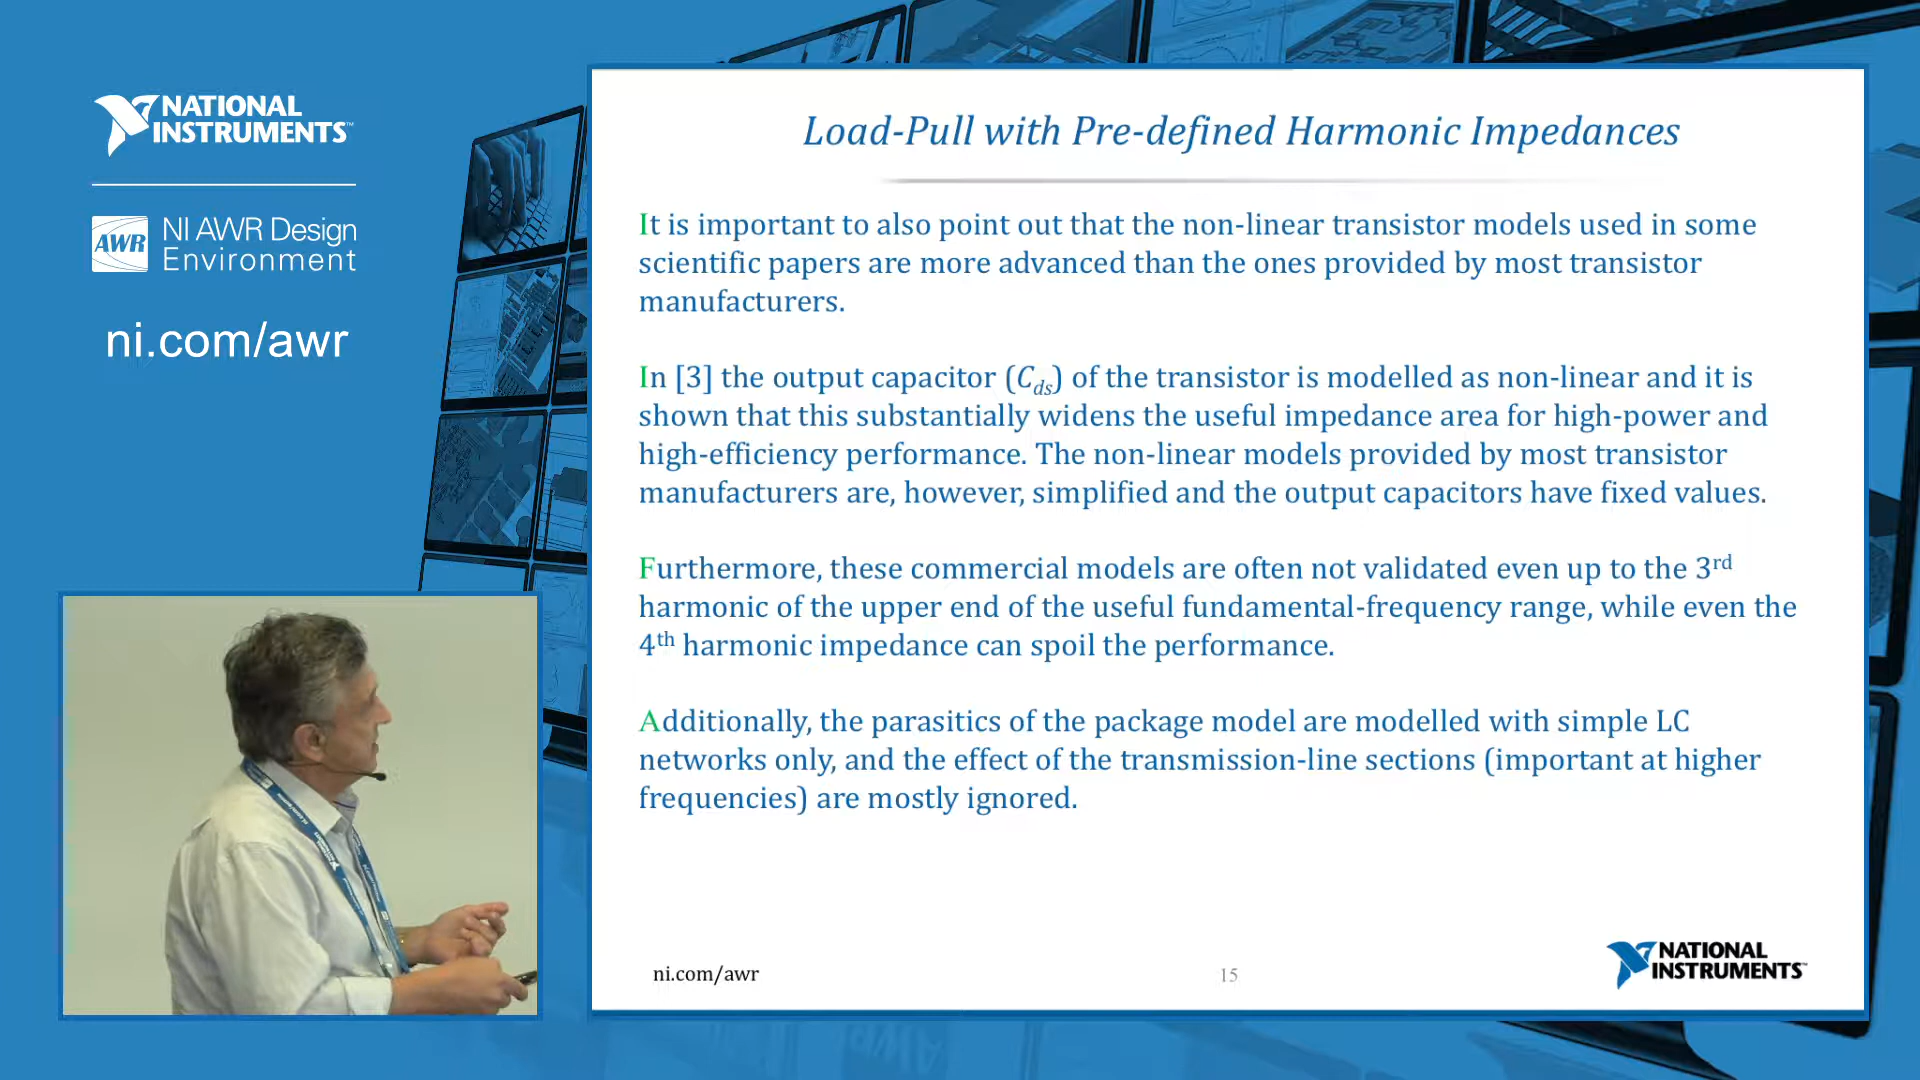 NATIONAL
INSTRUMENTS™
AWR
NI AWR Design
Environment
ni.com/awr
Load-Pull with Pre-defined Harmonic Impedances
It is important to also point out that the non-linear transistor models used in some
scientific papers are more advanced than the ones provided by most transistor
manufacturers.
In [3] the output capacitor (Cds) of the transistor is modelled as non-linear and it is
shown that this substantially widens the useful impedance area for high-power and
high-efficiency performance. The non-linear models provided by most transistor
manufacturers are, however, simplified and the output capacitors have fixed values.
Furthermore, these commercial models are often not validated even up to the 3rd
harmonic of the upper end of the useful fundamental-frequency range, while even the
4th harmonic impedance can spoil the performance.
Additionally, the parasitics of the package model are modelled with simple LC
networks only, and the effect of the transmission-line sections (important at higher
frequencies) are mostly ignored.
ni.com/awr
15
NATIONAL
INSTRUMENTS™